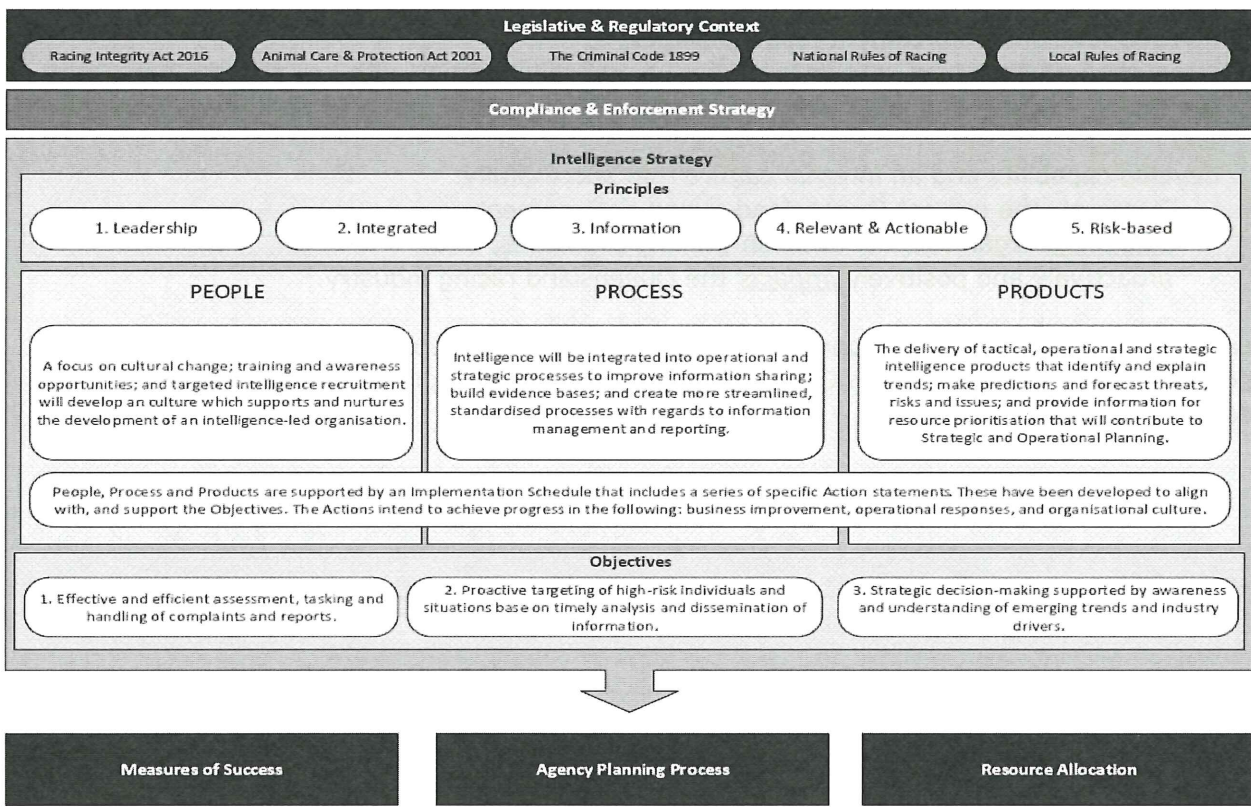 Legislative & Regulatory Context
Racing Integrity Act 2016
Animal Care & Protection Act 2001
The Criminal Code 1899
National Rules of Racing
Local Rules of Racing
Compliance & Enforcement Strategy
Intelligence Strategy
Principles
1. Leadership
2. Integrated
3. Information
4. Relevant & Actionable
5. Risk-based
PEOPLE
A focus on cultural change; training and awareness
opportunities; and targeted intelligence recruitment
will develop an culture which supports and nurtures
the development of an intelligence-led organisation.
PROCESS
Intelligence will be integrated into operational and
strategic processes to improve information sharing;
build evidence bases; and create more streamlined,
standardised processes with regards to information
management and reporting.
PRODUCTS
The delivery of tactical, operational and strategic
intelligence products that identify and explain
trends; make predictions and forecast threats,
risks and issues; and provide information for
resource prioritisation that will contribute to
Strategic and Operational Planning.
People, Process and Products are supported by an Implementation Schedule that includes a series of specific Action statements. These have been developed to align
with, and support the Objectives. The Actions intend to achieve progress in the following: business improvement, operational responses, and organisational culture.
Objectives
1. Effective and efficient assessment, tasking and
handling of complaints and reports.
2. Proactive targeting of high-risk individuals and
situations base on timely analysis and dissemination of
information.
3. Strategic decision-making supported by awareness
and understanding of emerging trends and industry
drivers.
Measures of Success
Agency Planning Process
Resource Allocation